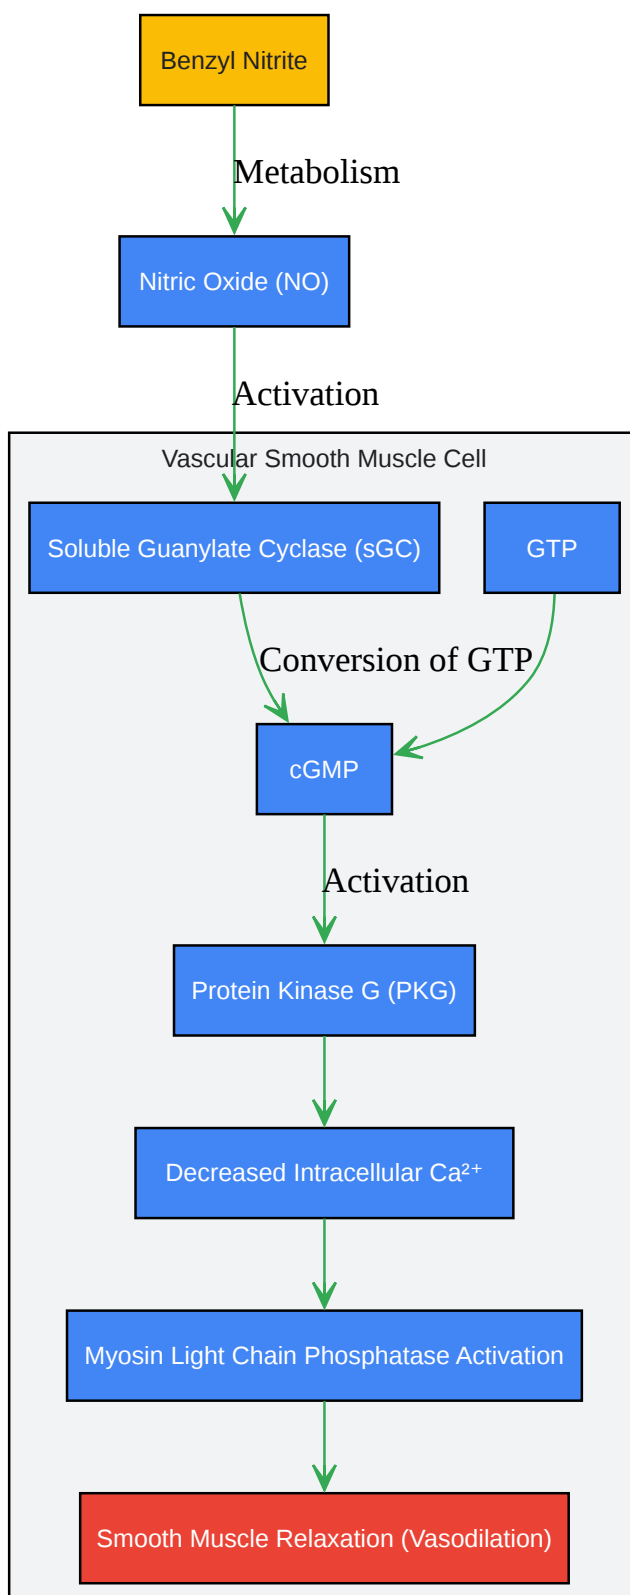 Benzyl Nitrite
Metabolism
Nitric Oxide (NO)
Activation
Vascular Smooth Muscle Cell
Soluble Guanylate Cyclase (sGC)
GTP
Conversion of GTP
cGMP
Activation
Protein Kinase G (PKG)
Decreased Intracellular Ca²⁺
Myosin Light Chain Phosphatase Activation
Smooth Muscle Relaxation (Vasodilation)